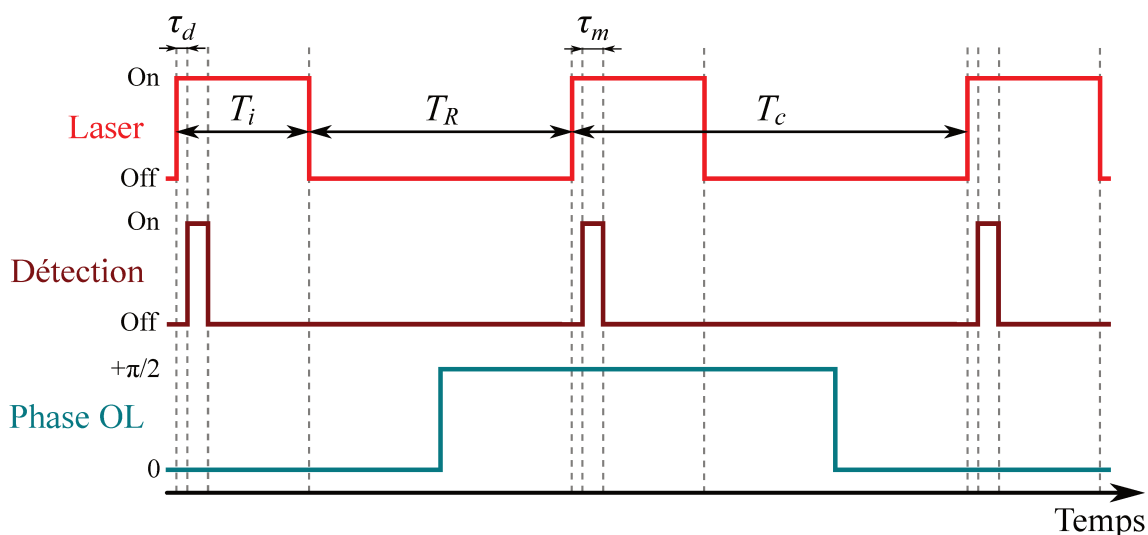 τd
τm
On
Laser
Ti
TR
Tc
Off
On
Détection
Off
+π/2
Phase OL
0
Temps